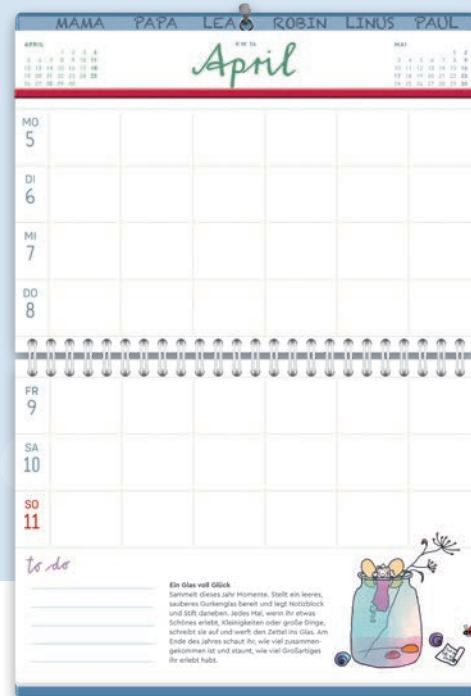 MAMA PAPA LEA ROBIN LINUS PAUL
APRIL
KW 14
MAI
April
MO
5
DI
6
MI
7
DO
8
FR
9
SA
10
SO
11
to do
Ein Glas voll Glück
Sammelt dieses Jahr Momente. Stellt ein leeres,
sauberes Gurkenglas bereit und legt Notizblock
und Stift daneben. Jedes Mal, wenn ihr etwas
Schönes erlebt, Kleinigkeiten oder große Dinge,
schreibt sie auf und werft den Zettel ins Glas. Am
Ende des Jahres schaut ihr, wie viel zusammen-
gekommen ist und staunt, wie viel Großartiges
ihr erlebt habt.